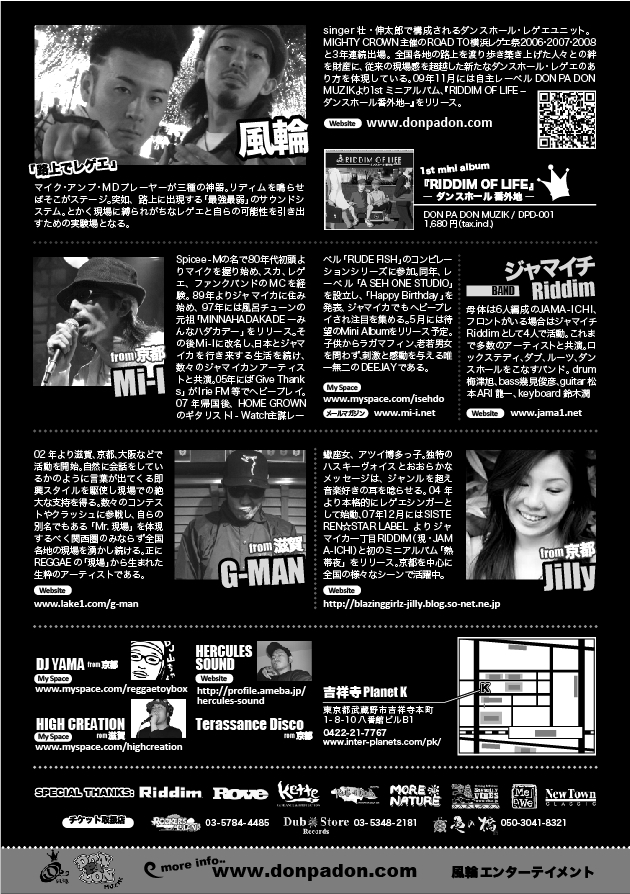 風輪
『路上でレゲエ』
マイク・アンプ・MDプレーヤーが三種の神器。リディムを鳴らせ
ばそこがステージ。突如、路上に出現する「最強最弱」のサウンドシ
ステム。とかく現場に縛られがちなレゲエと自らの可能性を引き出
すための実験場となる。
singer 壮・伸太郎で構成されるダンスホール・レゲエユニット。
MIGHTY CROWN主催のROAD TO横浜レゲエ祭2006・2007・2008
と3年連続出場。全国各地の路上を渡り歩き築き上げた人々との絆
を財産に、従来の現場感を超越した新たなダンスホール・レゲエのあ
り方を体現している。09年11月には自主レーベル DON PA DON
MUZIKより1st ミニアルバム、『RIDDIM OF LIFE –
ダンスホール番外地–』をリリース。
Website www.donpadon.com
RIDDIM OF LIFE
1st mini album
『RIDDIM OF LIFE』
— ダンスホール番外地 —
DON PA DON MUZIK / DPD-001
1,680円(tax.ind.)
from 京都
Mi-I
Spicee-Mの名で80年代初頭よ
りマイクを握り始め、スカ、レゲ
エ、ファンクバンドのMCを経
験。89年よりジャマイカに住み
始め、97年には風呂チューンの
元祖「MINNAHADAKADE −み
んなハダカデー」をリリース。そ
の後Mi-Iに改名し、日本とジャマ
イカを行き来する生活を続け、
数々のジャマイカンアーティス
トと共演。05年には「Give Thank
s」がIrie FM等でヘビープレイ。
07年帰国後、HOME GROWN
のギタリスト I-Watch主謀レー
ベル「RUDE FISH」のコンピレ
ーションシリーズに参加。同年、レ
ーベル「A SEH ONE STUDIO」
を設立し、「Happy Birthday」を
発表、ジャマイカでもヘビープレ
イされ注目を集める。5月には待
望のMini Albumをリリース予定。
子供からラガマフィン、老若男女
を問わず、刺激と感動を与える唯
一無二のDEEJAYである。
My Space
www.myspace.com/isehdo
メールマガジン www.mi-i.net
ジャマイチ
BAND Riddim
母体は6人編成のJAMA-ICHI、
フロントがいる場合はジャマイチ
Riddimとして4人で活動。これま
で多数のアーティストと共演。ロ
ックステディ、ダブ、ルーツ、ダン
スホールをこなすバンド。drum
梅津旭、bass幾見俊彦、guitar 松
本ARI龍一、keyboard 鈴木潤
Website www.jama1.net
02年より滋賀、京都、大阪などで
活動を開始。自然に会話をしてい
るかのように言葉が出てくる即
興スタイルを駆使し現場での絶
大な支持を得る。数々のコンテス
トやクラッシュに参戦し、自らの
別名でもある「Mr. 現場」を体現
するべく関西圏のみならず全国
各地の現場を湧かし続ける。正に
REGGAEの「現場」から生まれた
生粋のアーティストである。
Website
www.lake1.com/g-man
from 滋賀
G-MAN
蠍座女、アツイ博多っ子。独特の
ハスキーヴォイスとおおらかな
メッセージは、ジャンルを超え
音楽好きの耳を唸らせる。04年
より本格的にレゲエシンガーと
して始動、07年12月にはSISTE
REN☆STAR LABEL よりジャ
マイカ一丁目RIDDIM(現・JAM
A-ICHI)と初のミニアルバム「熱
帯夜」をリリース。京都を中心に
全国の様々なシーンで活躍中。
Website
http://blazinggirlz-jilly.blog.so-net.ne.jp
from 京都
Jilly
DJ YAMA from 京都
My Space
www.myspace.com/reggaetoybox
HERCULES
SOUND
Website
http://profile.ameba.jp/
hercules-sound
HIGH CREATION
My Space
rom 滋賀
www.myspace.com/highcreation
Terassance Disco
rom 京都
吉祥寺 Planet K
東京都武蔵野市吉祥寺本町
1-8-10 八番館ビルB1
0422-21-7767
www.inter-planets.com/pk/
K
SPECIAL THANKS: Riddim Rove MORE NATURE Me We New Town CLASSIC
チケット取扱店 ROCKERS ISLAND 03-5784-4485 Dub Store Records 03-5348-2181 050-3041-8321
more info.. www.donpadon.com 風輪エンターテイメント